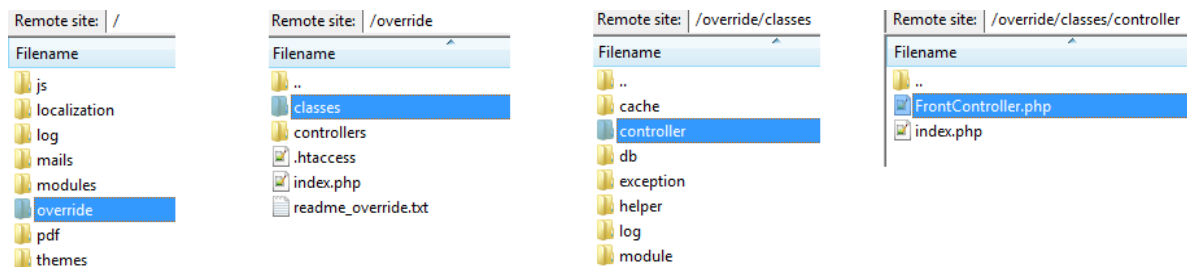 Remote site: /
Filename
js
localization
log
mails
modules
override
pdf
themes
Remote site: /override
Filename
..
classes
controllers
.htaccess
index.php
readme_override.txt
Remote site: /override/classes
Filename
..
cache
controller
db
exception
helper
log
module
Remote site: /override/classes/controller
Filename
..
FrontController.php
index.php